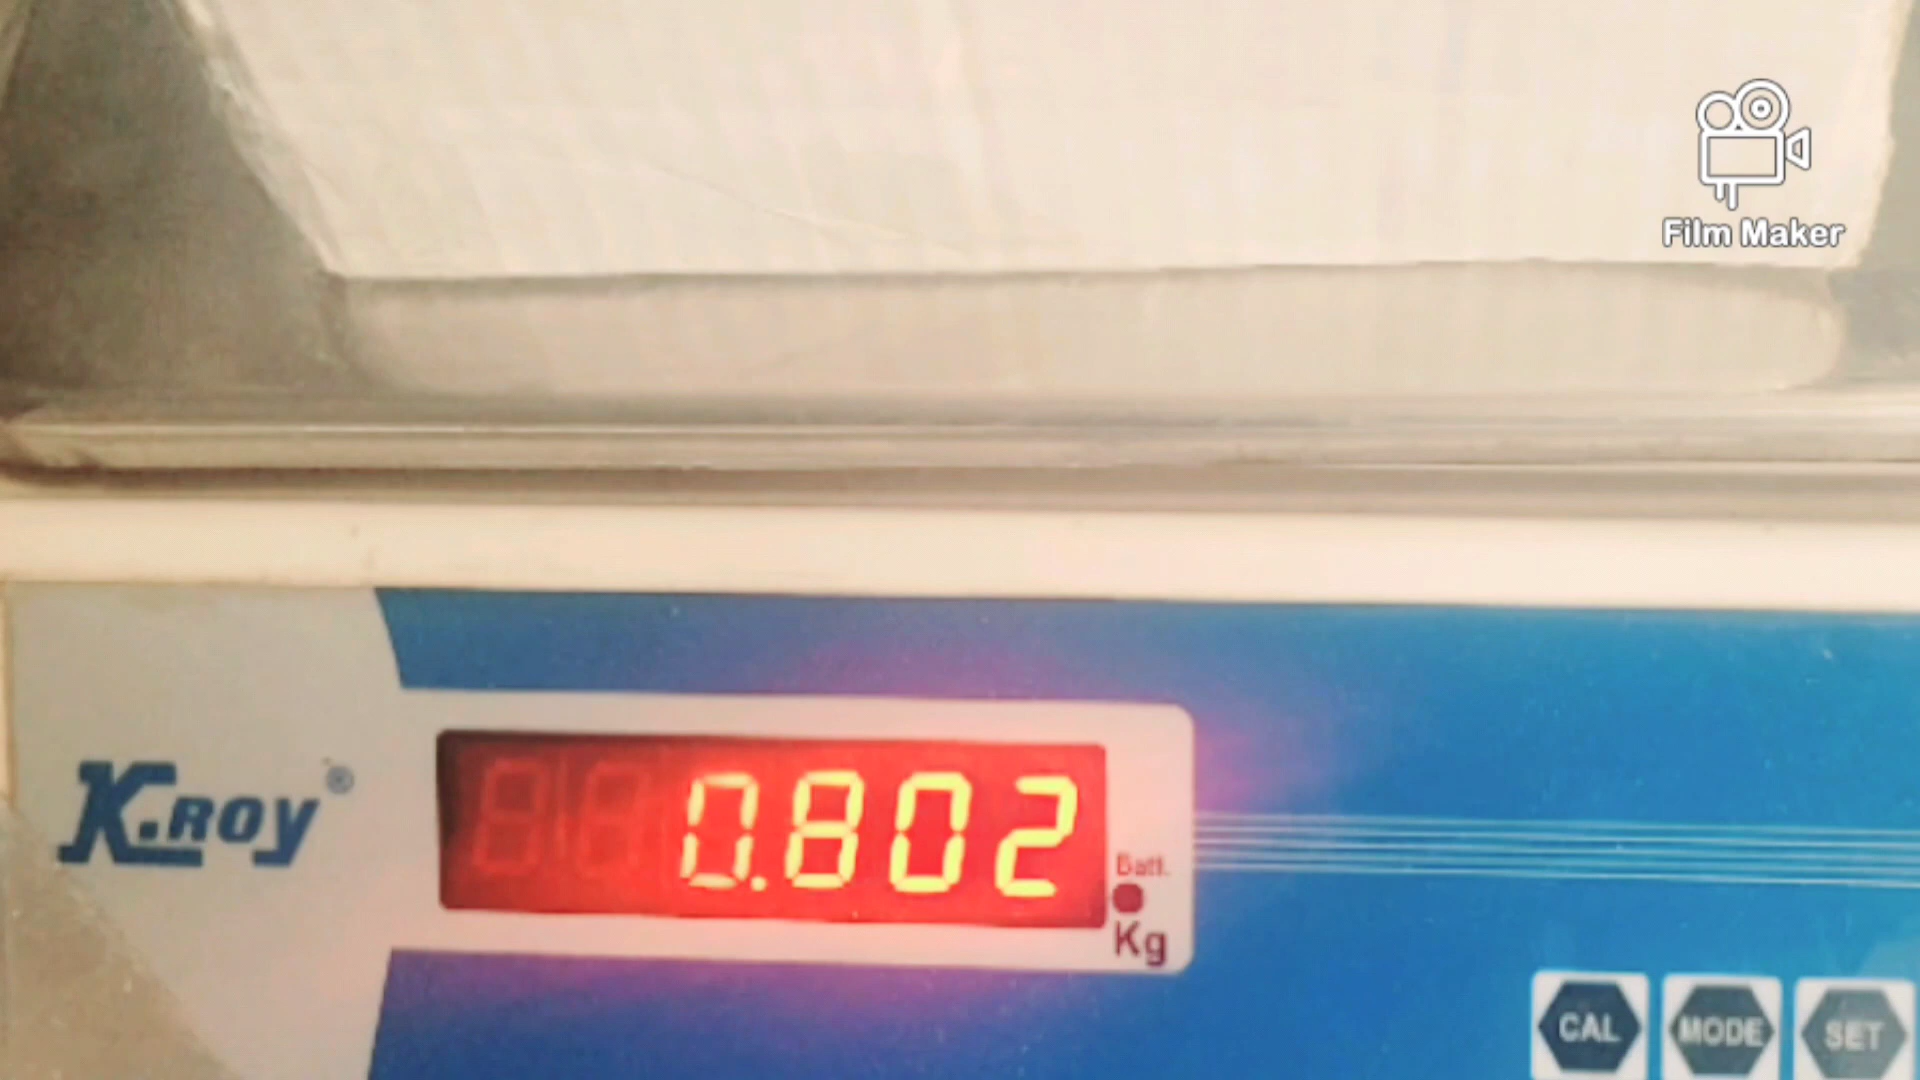 Film Maker
K.ROY®
0.802
Batt.
Kg
CAL MODE SET